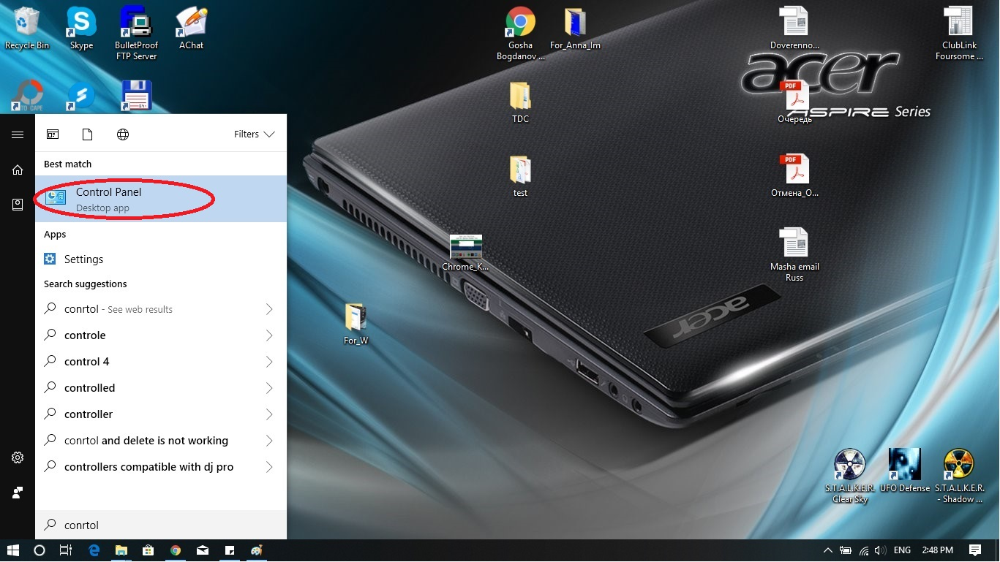 Recycle Bin
Skype
BulletProof
FTP Server
AChat
Gosha
Bogdanov ...
For_Anna_Im
Doverenno...
ClubLink
Foursome ...
acer
ASPIRE Series
TDC
PDF
Очередь
test
PDF
Отмена_О...
Chrome_K...
Masha email
Russ
acer
For_W
S.T.A.L.K.E.R.
Clear Sky
UFO Defense
S.T.A.L.K.E.R.
- Shadow ...
Filters
Best match
Control Panel
Desktop app
Apps
Settings
Search suggestions
conrtol - See web results
controle
control 4
controlled
controller
conrtol and delete is not working
controllers compatible with dj pro
conrtol
ENG
2:48 PM